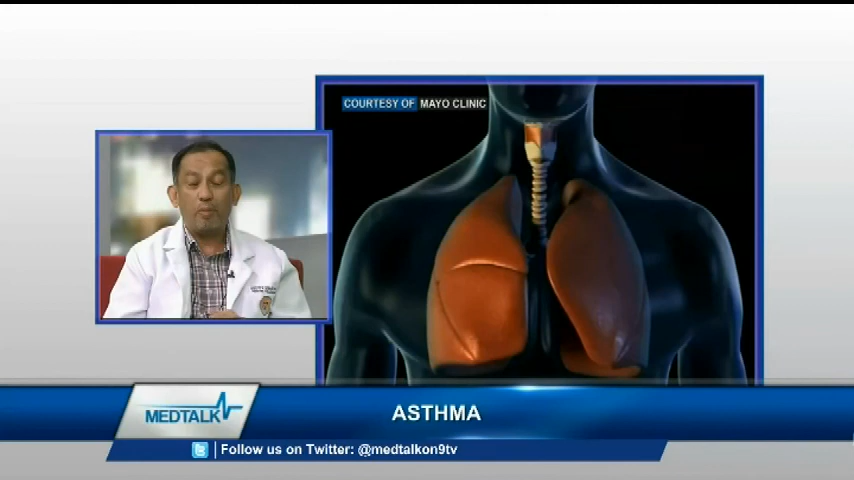 COURTESY OF MAYO CLINIC
MEDTALK
ASTHMA
Follow us on Twitter: @medtalkon9tv